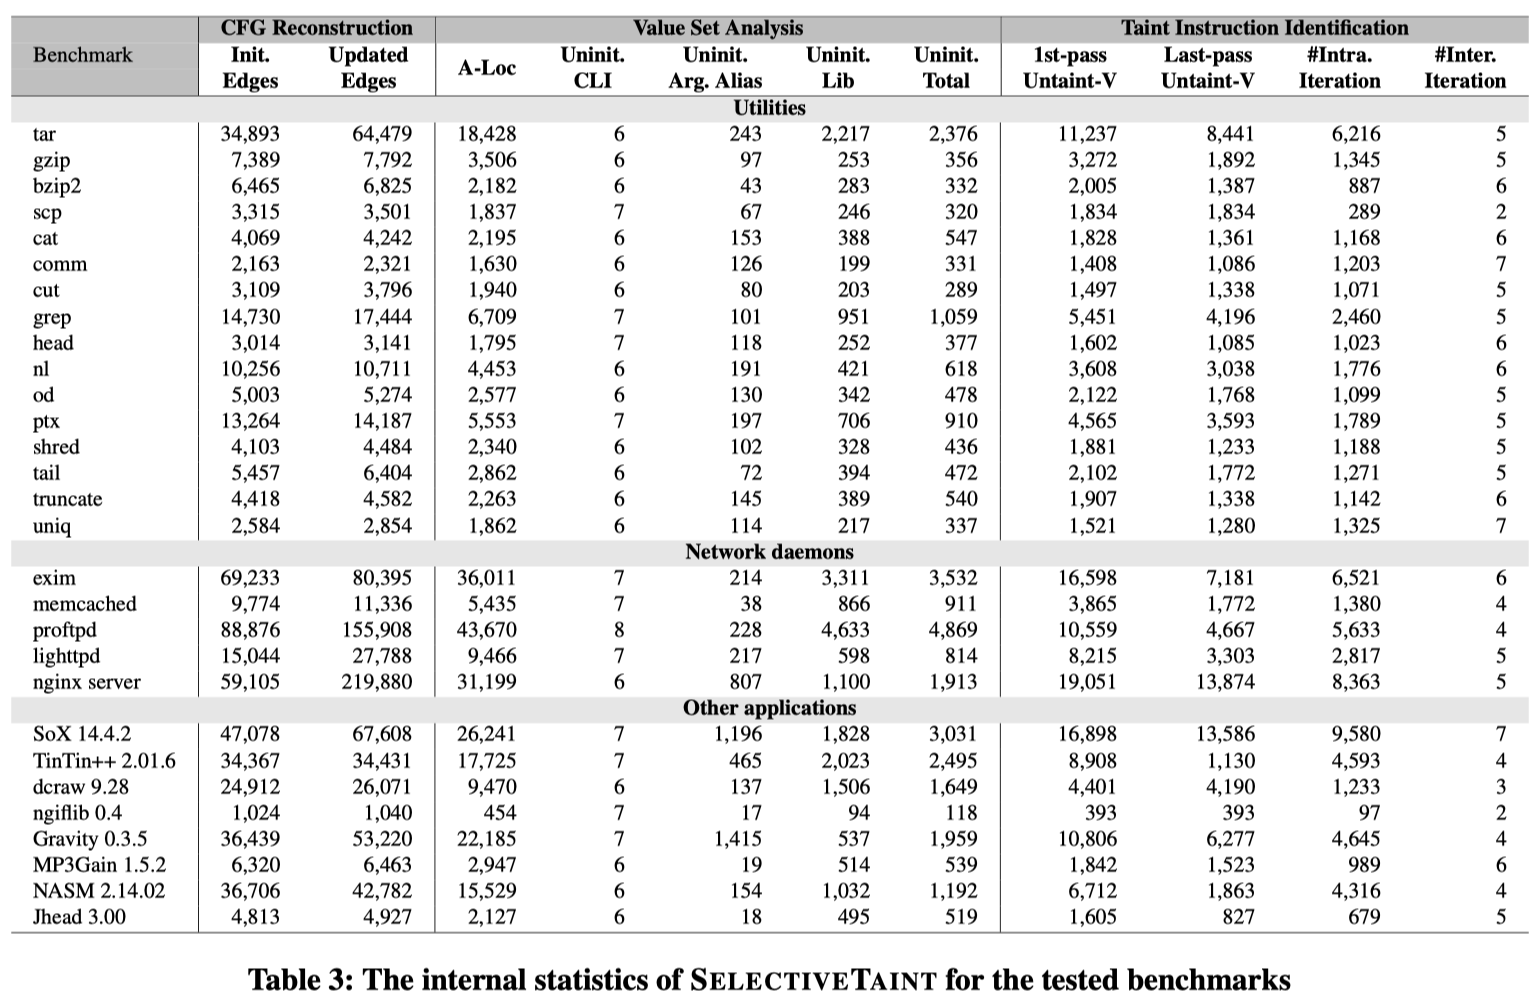 CFG Reconstruction Value Set Analysis Taint Instruction Identification
Benchmark Init. Updated A-Loc Uninit. Uninit. Uninit. Uninit. 1st-pass Last-pass #Intra. #Inter.
Edges Edges CLI Arg. Alias Lib Total Untaint-V Untaint-V Iteration Iteration
Utilities
tar 34,893 64,479 18,428 6 243 2,217 2,376 11,237 8,441 6,216 5
gzip 7,389 7,792 3,506 6 97 253 356 3,272 1,892 1,345 5
bzip2 6,465 6,825 2,182 6 43 283 332 2,005 1,387 887 6
scp 3,315 3,501 1,837 7 67 246 320 1,834 1,834 289 2
cat 4,069 4,242 2,195 6 153 388 547 1,828 1,361 1,168 6
comm 2,163 2,321 1,630 6 126 199 331 1,408 1,086 1,203 7
cut 3,109 3,796 1,940 6 80 203 289 1,497 1,338 1,071 5
grep 14,730 17,444 6,709 7 101 951 1,059 5,451 4,196 2,460 5
head 3,014 3,141 1,795 7 118 252 377 1,602 1,085 1,023 6
nl 10,256 10,711 4,453 6 191 421 618 3,608 3,038 1,776 6
od 5,003 5,274 2,577 6 130 342 478 2,122 1,768 1,099 5
ptx 13,264 14,187 5,553 7 197 706 910 4,565 3,593 1,789 5
shred 4,103 4,484 2,340 6 102 328 436 1,881 1,233 1,188 5
tail 5,457 6,404 2,862 6 72 394 472 2,102 1,772 1,271 5
truncate 4,418 4,582 2,263 6 145 389 540 1,907 1,338 1,142 6
uniq 2,584 2,854 1,862 6 114 217 337 1,521 1,280 1,325 7
Network daemons
exim 69,233 80,395 36,011 7 214 3,311 3,532 16,598 7,181 6,521 6
memcached 9,774 11,336 5,435 7 38 866 911 3,865 1,772 1,380 4
proftpd 88,876 155,908 43,670 8 228 4,633 4,869 10,559 4,667 5,633 4
lighttpd 15,044 27,788 9,466 7 217 598 814 8,215 3,303 2,817 5
nginx server 59,105 219,880 31,199 6 807 1,100 1,913 19,051 13,874 8,363 5
Other applications
SoX 14.4.2 47,078 67,608 26,241 7 1,196 1,828 3,031 16,898 13,586 9,580 7
TinTin++ 2.01.6 34,367 34,431 17,725 7 465 2,023 2,495 8,908 1,130 4,593 4
dcraw 9.28 24,912 26,071 9,470 6 137 1,506 1,649 4,401 4,190 1,233 3
ngiflib 0.4 1,024 1,040 454 7 17 94 118 393 393 97 2
Gravity 0.3.5 36,439 53,220 22,185 7 1,415 537 1,959 10,806 6,277 4,645 4
MP3Gain 1.5.2 6,320 6,463 2,947 6 19 514 539 1,842 1,523 989 6
NASM 2.14.02 36,706 42,782 15,529 6 154 1,032 1,192 6,712 1,863 4,316 4
Jhead 3.00 4,813 4,927 2,127 6 18 495 519 1,605 827 679 5
Table 3: The internal statistics of SELECTIVETAINT for the tested benchmarks